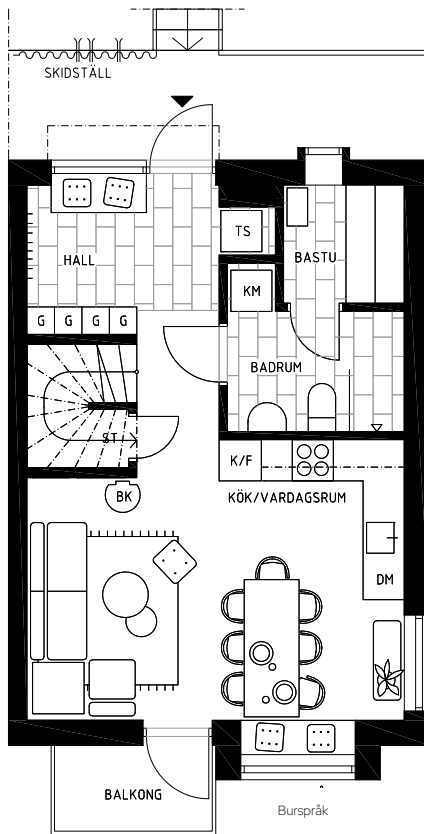 SKIDSTÄLL
TS
HALL
BASTU
KM
G G G G
BADRUM
ST
K/F
BK
KÖK/VARDAGSRUM
DM
BALKONG
Burspråk